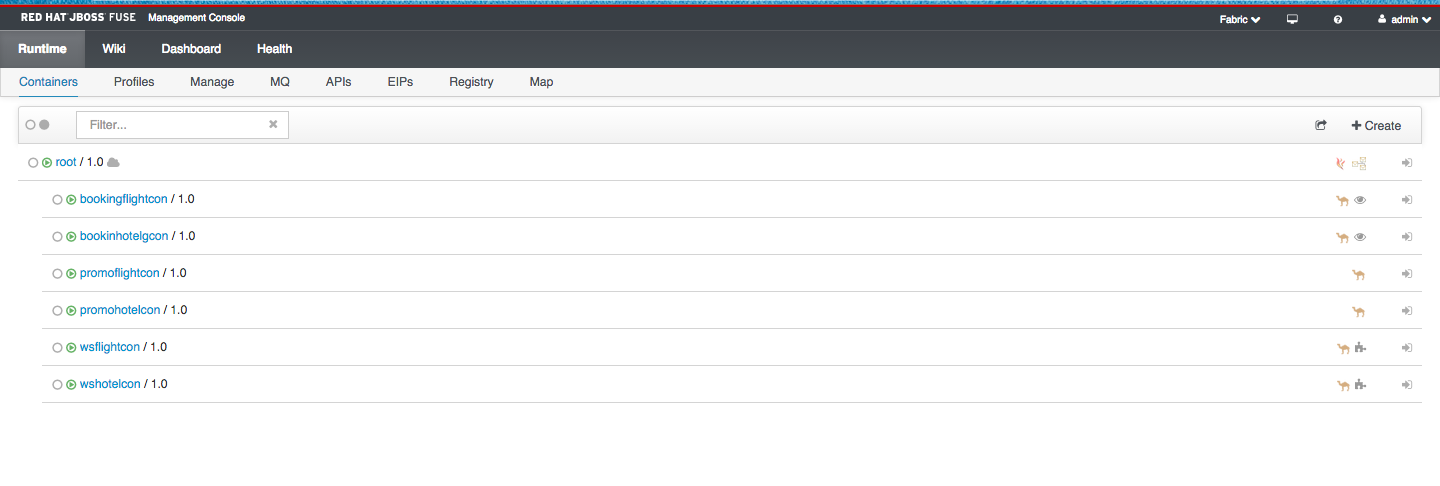 RED HAT JBOSS FUSE Management Console Fabric admin
Runtime Wiki Dashboard Health
Containers Profiles Manage MQ APIs EIPs Registry Map
Filter... Create
root / 1.0
bookingflightcon / 1.0
bookinhotelgcon / 1.0
promoflightcon / 1.0
promohotelcon / 1.0
wsflightcon / 1.0
wshotelcon / 1.0